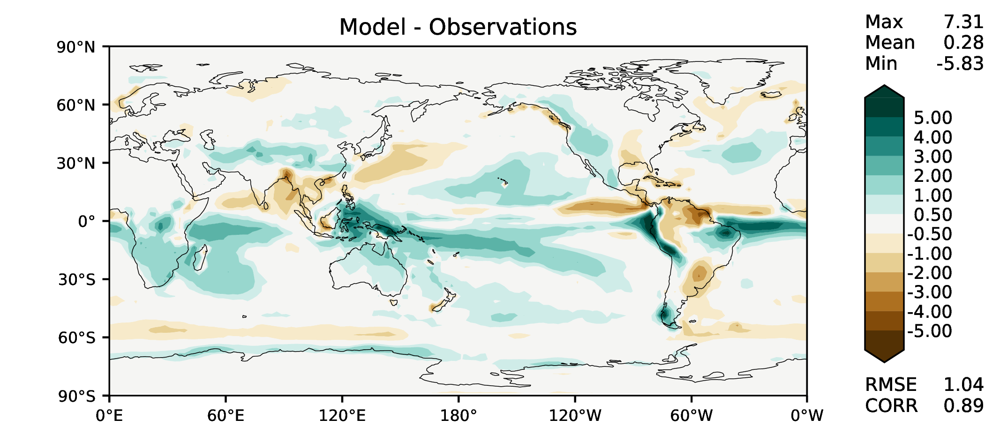 Model - Observations
Max 7.31
Mean 0.28
Min -5.83
90°N
60°N
30°N
0°
30°S
60°S
90°S
0°E 60°E 120°E 180° 120°W 60°W 0°W
5.00
4.00
3.00
2.00
1.00
0.50
-0.50
-1.00
-2.00
-3.00
-4.00
-5.00
RMSE 1.04
CORR 0.89